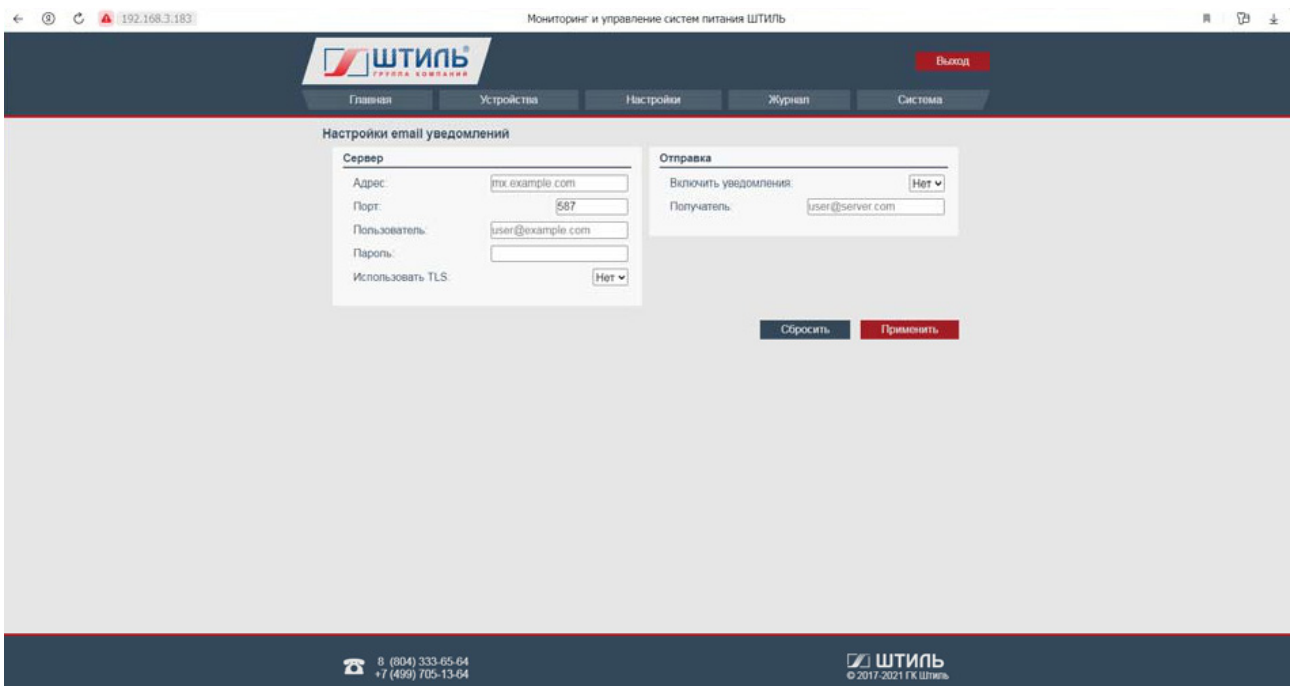 192.168.3.183
Мониторинг и управление систем питания ШТИЛЬ
ШТИЛЬ®
ГРУППА КОМПАНИЙ
Выход
Главная
Устройства
Настройки
Журнал
Система
Настройки email уведомлений
Сервер
Адрес:
mx.example.com
Порт:
587
Пользователь:
user@example.com
Пароль:
Использовать TLS:
Нет
Отправка
Включить уведомления:
Нет
Получатель:
user@server.com
Сбросить
Применить
8 (804) 333-65-64
+7 (499) 705-13-64
ШТИЛЬ
© 2017-2021 ГК Штиль